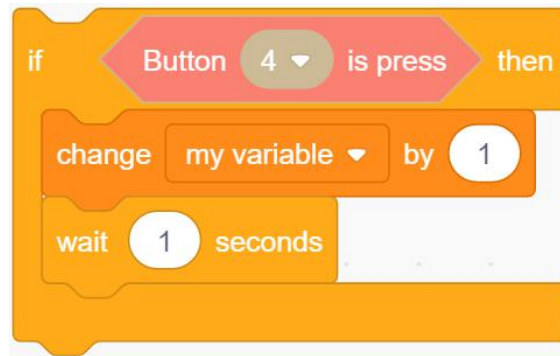 if Button 4 is press then
change my variable by 1
wait 1 seconds